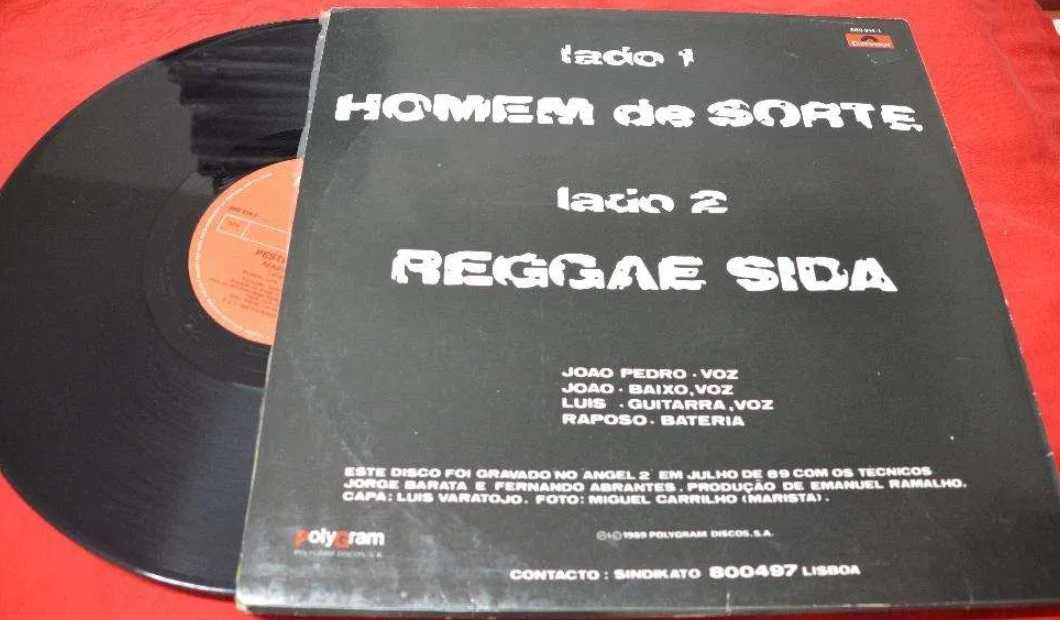 Polydor
lado 1
HOMEM de SORTE
lado 2
REGGAE SIDA
JOAO PEDRO . VOZ
JOAO . BAIXO, VOZ
LUIS . GUITARRA, VOZ
RAPOSO . BATERIA
ESTE DISCO FOI GRAVADO NO ANGEL 2 EM JULHO DE 89 COM OS TECNICOS
JORGE BARATA E FERNANDO ABRANTES . PRODUÇÃO DE EMANUEL RAMALHO.
CAPA: LUIS VARATOJO. FOTO: MIGUEL CARRILHO (MARISTA).
PolyGram
POLYGRAM DISCOS, S.A.
℗+© 1989 POLYGRAM DISCOS, S.A.
CONTACTO : SINDIKATO 800497 LISBOA